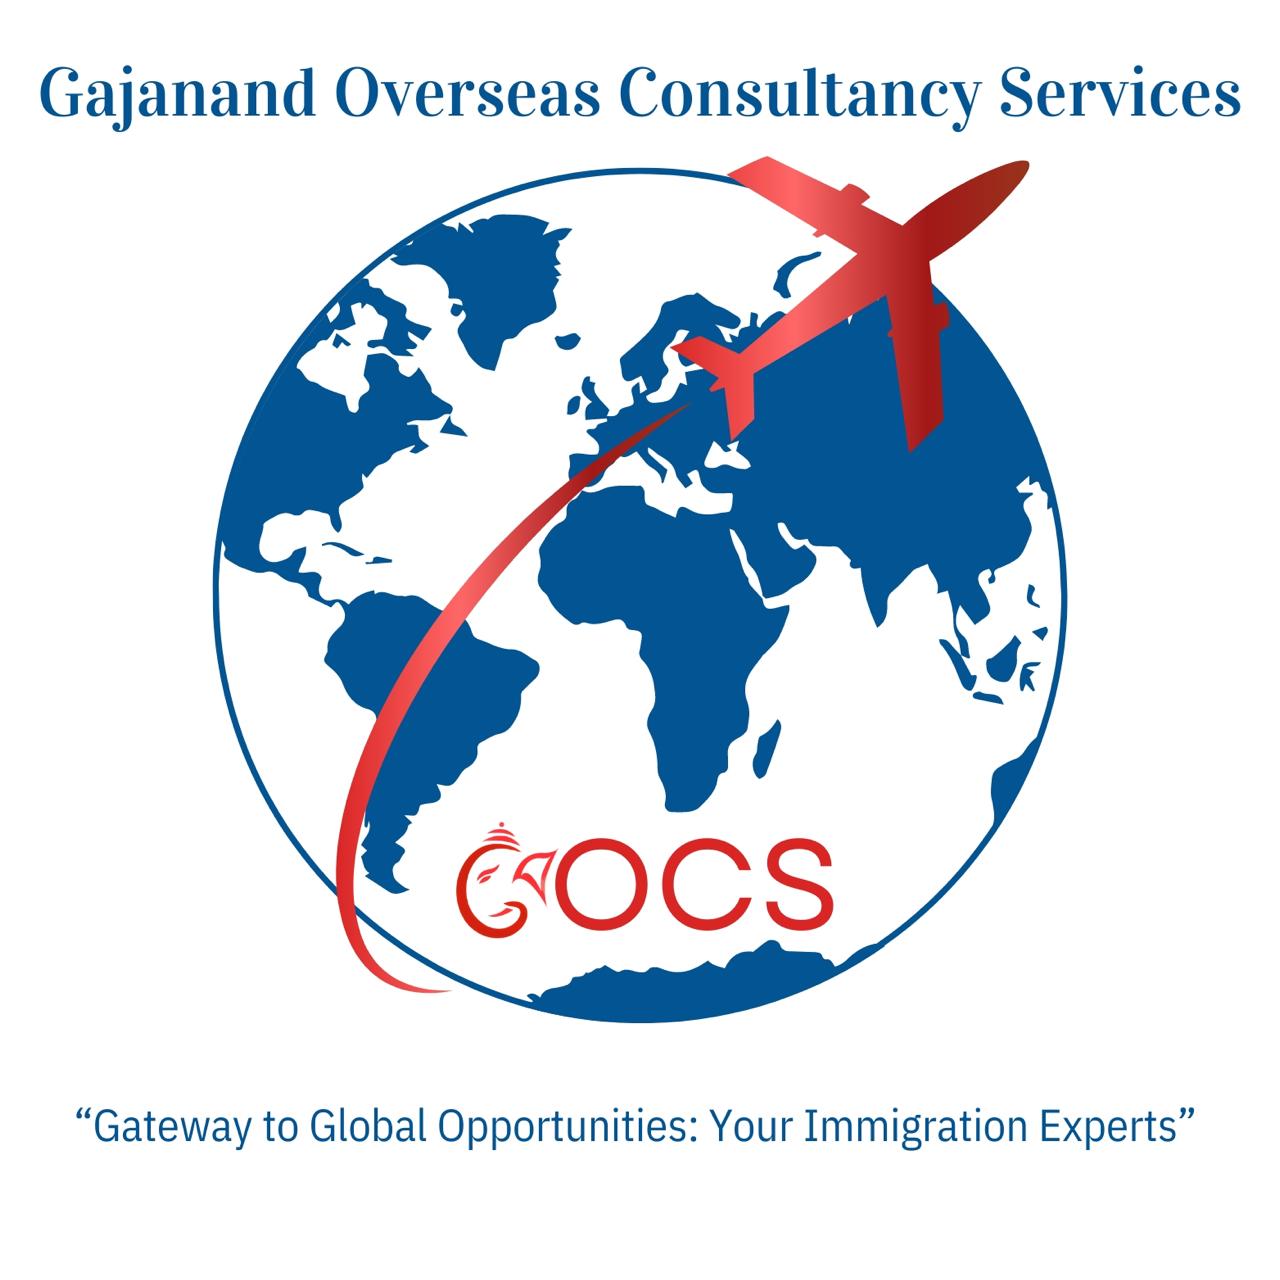 Gajanand Overseas Consultancy Services
GOCS
“Gateway to Global Opportunities: Your Immigration Experts”